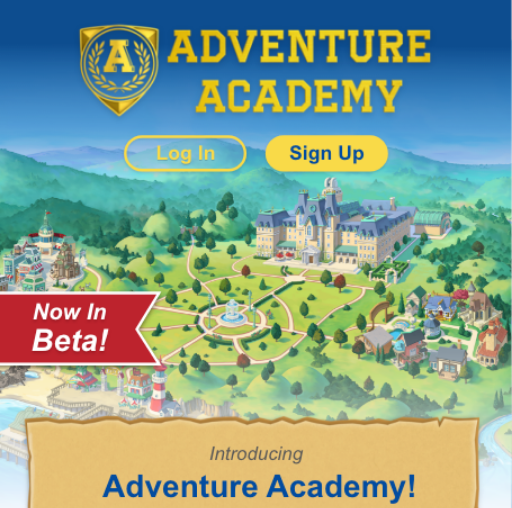 A
ADVENTURE
ACADEMY
Log In
Sign Up
Now In
Beta!
Introducing
Adventure Academy!